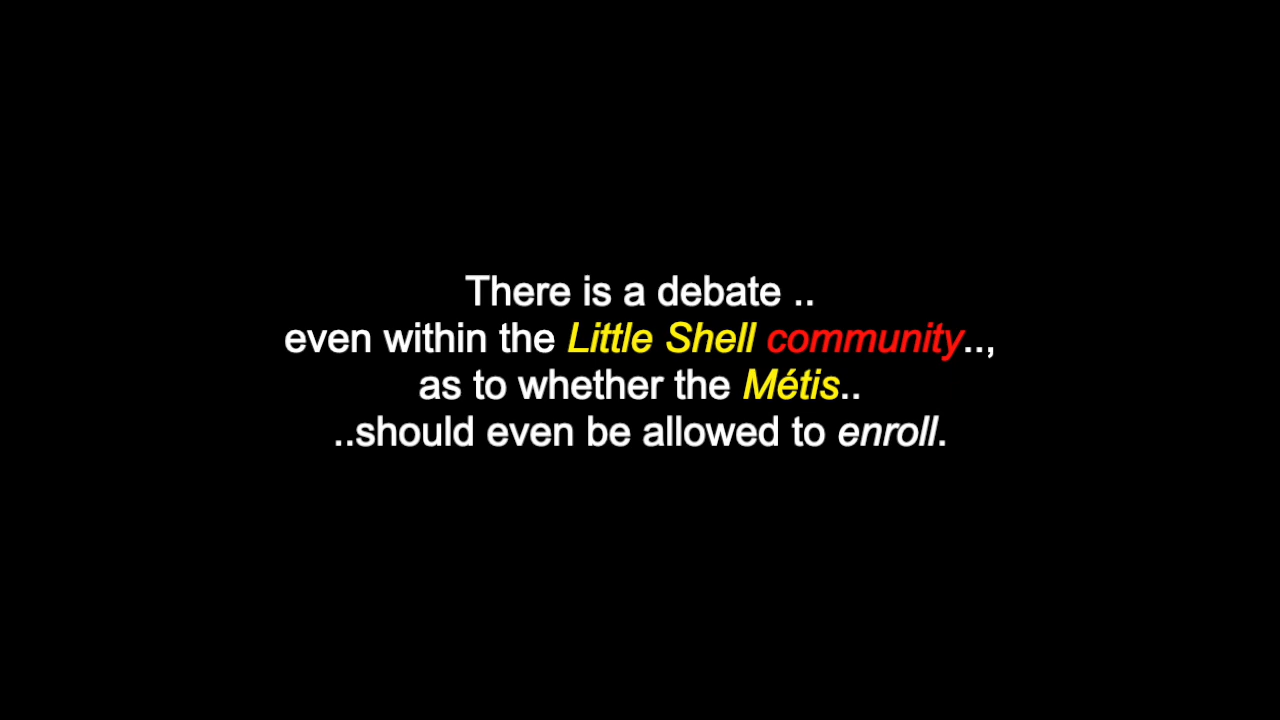 There is a debate ..
even within the Little Shell community..,
as to whether the Métis..
..should even be allowed to enroll.